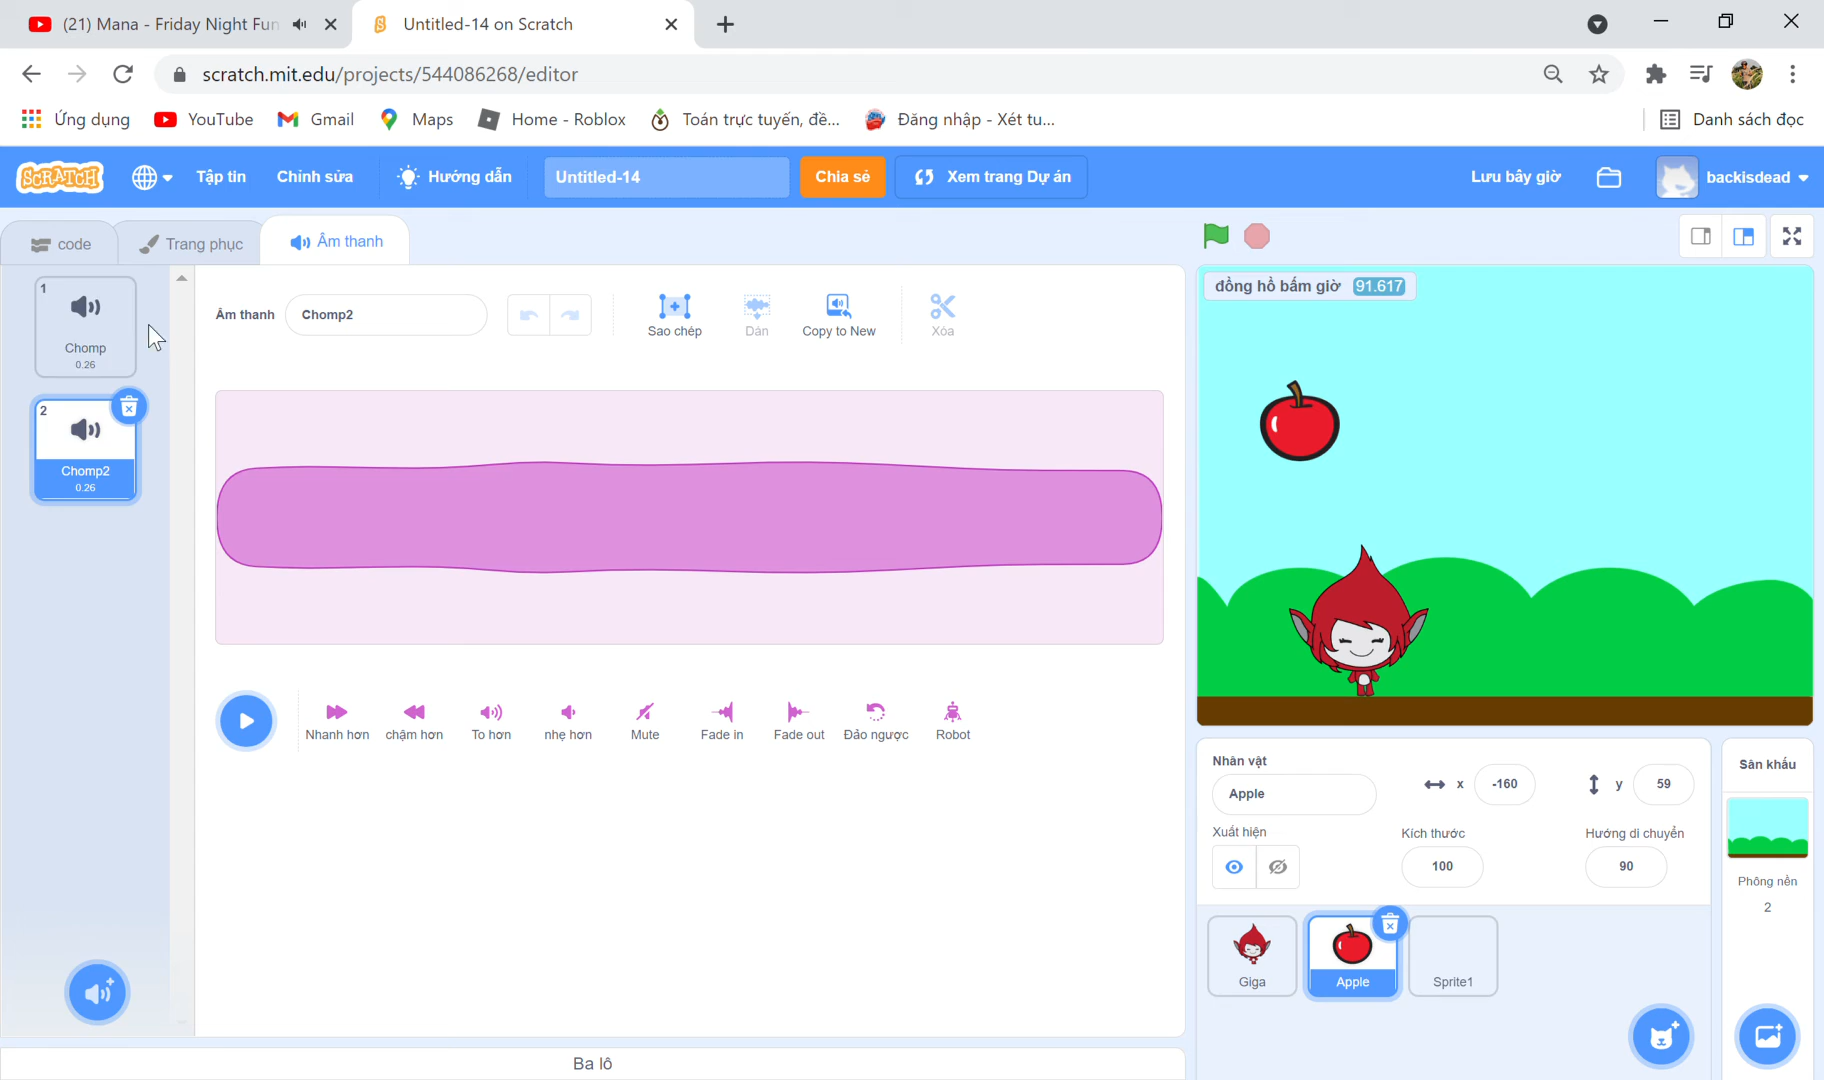 (21) Mana - Friday Night Fun
Untitled-14 on Scratch
scratch.mit.edu/projects/544086268/editor
Ứng dụng
YouTube
Gmail
Maps
Home - Roblox
Toán trực tuyến, đề...
Đăng nhập - Xét tu...
Danh sách đọc
SCRATCH
Tập tin
Chỉnh sửa
Hướng dẫn
Untitled-14
Chia sẻ
Xem trang Dự án
Lưu bây giờ
backisdead
code
Trang phục
Âm thanh
1
Chomp
0.26
2
Chomp2
0.26
Âm thanh
Chomp2
Sao chép
Dán
Copy to New
Xóa
Nhanh hơn
chậm hơn
To hơn
nhẹ hơn
Mute
Fade in
Fade out
Đảo ngược
Robot
Ba lô
đồng hồ bấm giờ 91.617
Nhân vật
Apple
x
-160
y
59
Xuất hiện
Kích thước
100
Hướng di chuyển
90
Giga
Apple
Sprite1
Sân khấu
Phông nền
2